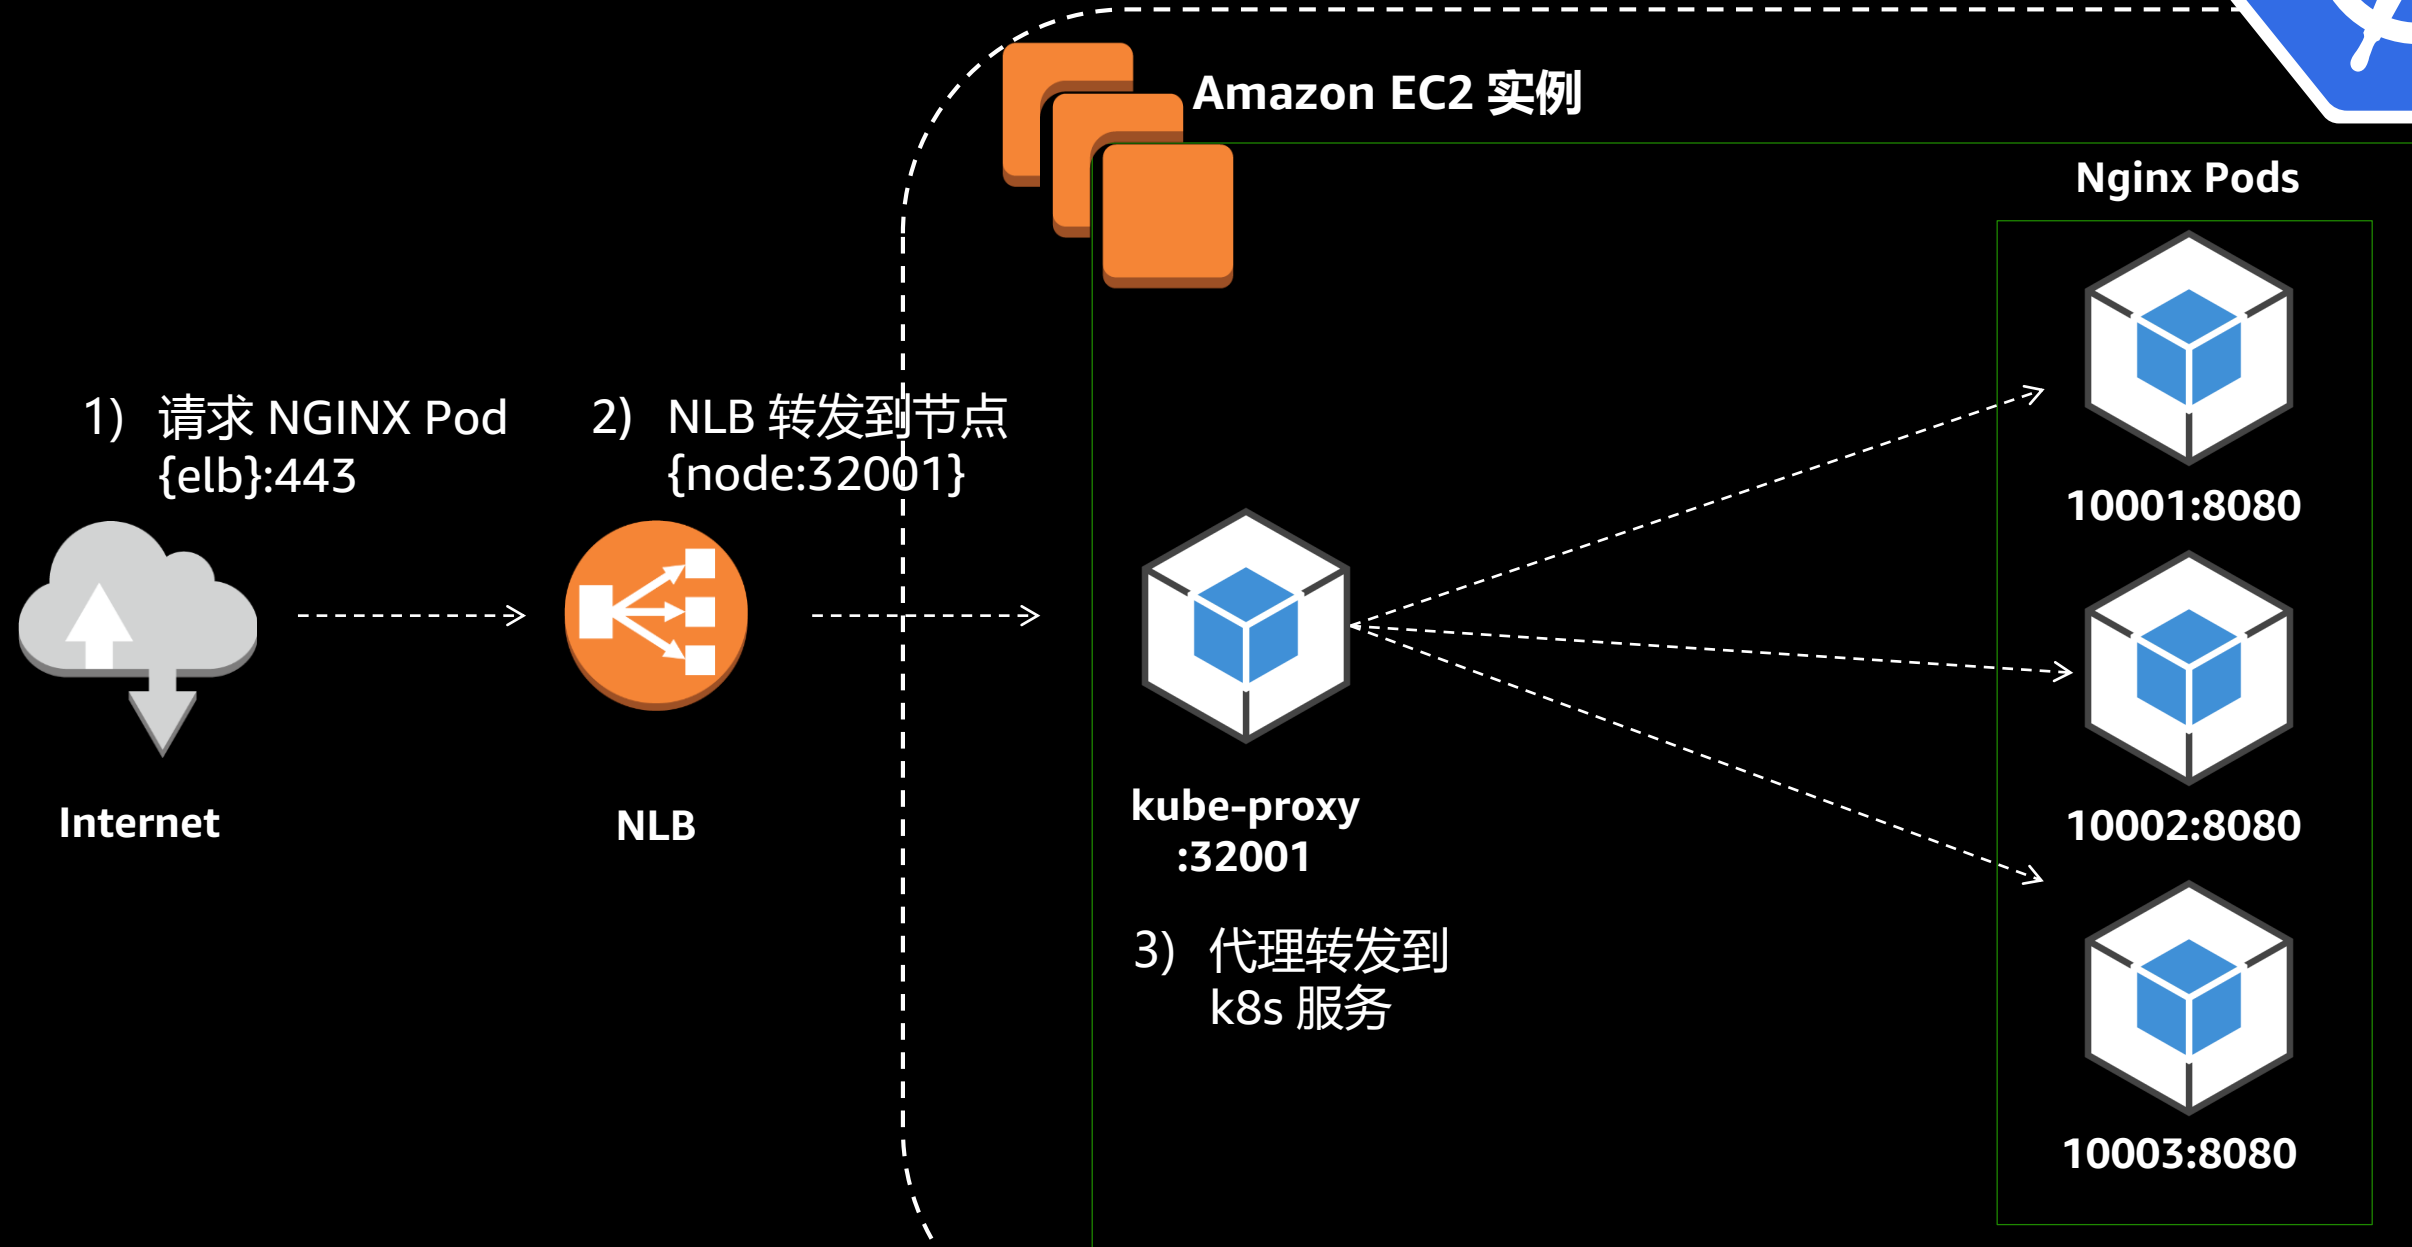 Amazon EC2 实例
Nginx Pods
1) 请求 NGINX Pod
{elb}:443
2) NLB 转发到节点
{node:32001}
10001:8080
Internet
NLB
kube-proxy
:32001
10002:8080
3) 代理转发到
k8s 服务
10003:8080